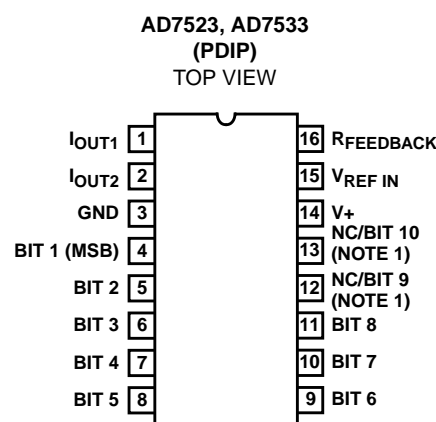 AD7523, AD7533
(PDIP)
TOP VIEW
IOUT1 1
IOUT2 2
GND 3
BIT 1 (MSB) 4
BIT 2 5
BIT 3 6
BIT 4 7
BIT 5 8
16 RFEEDBACK
15 VREF IN
14 V+
NC/BIT 10
13 (NOTE 1)
12 NC/BIT 9
(NOTE 1)
11 BIT 8
10 BIT 7
9 BIT 6